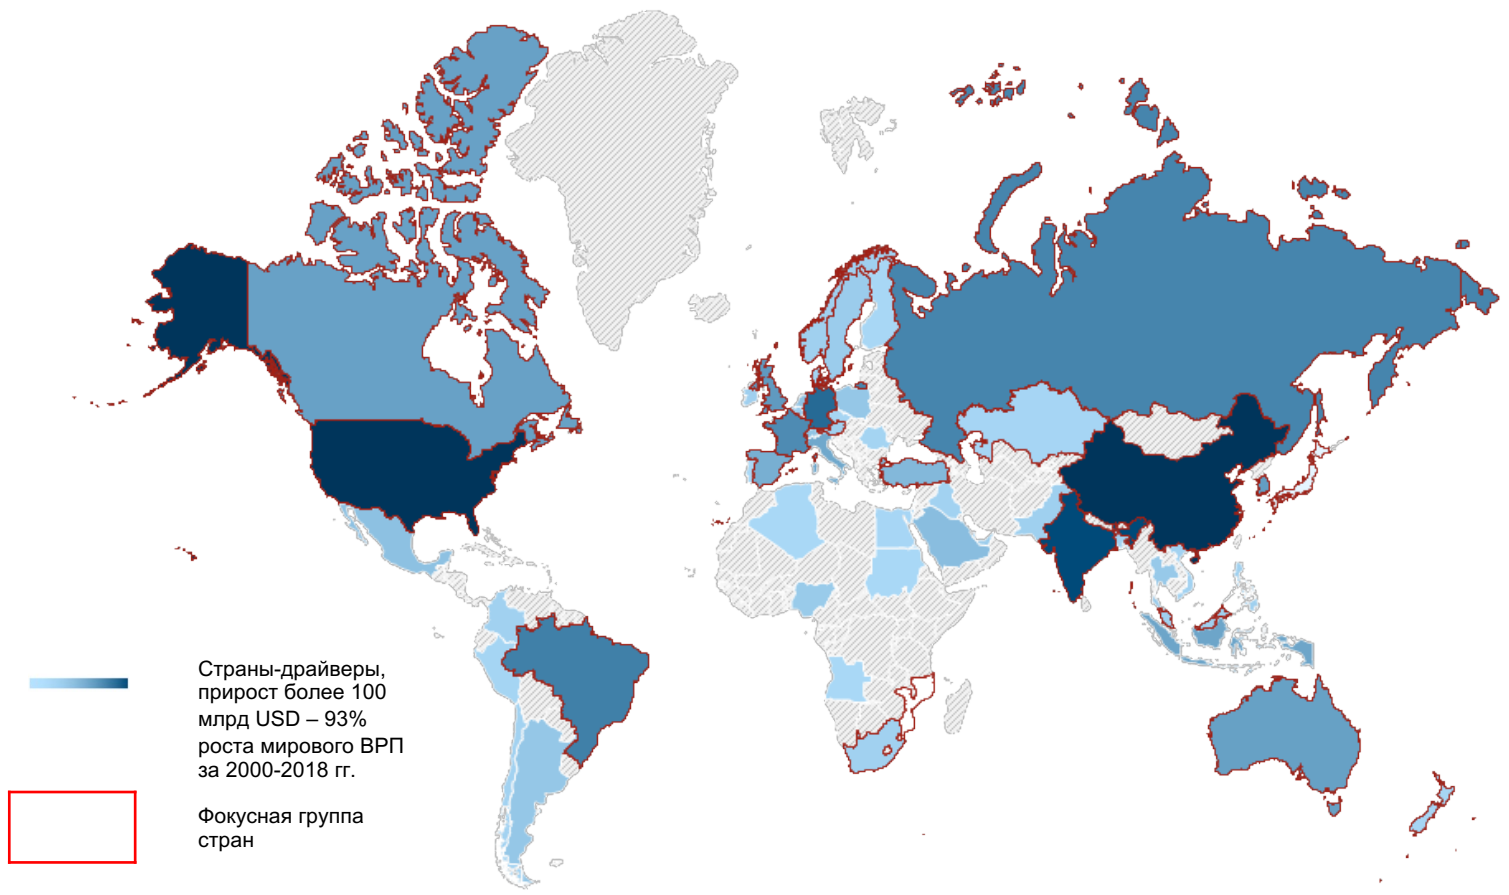 Страны-драйверы,
прирост более 100
млрд USD – 93%
роста мирового ВРП
за 2000-2018 гг.
Фокусная группа
стран